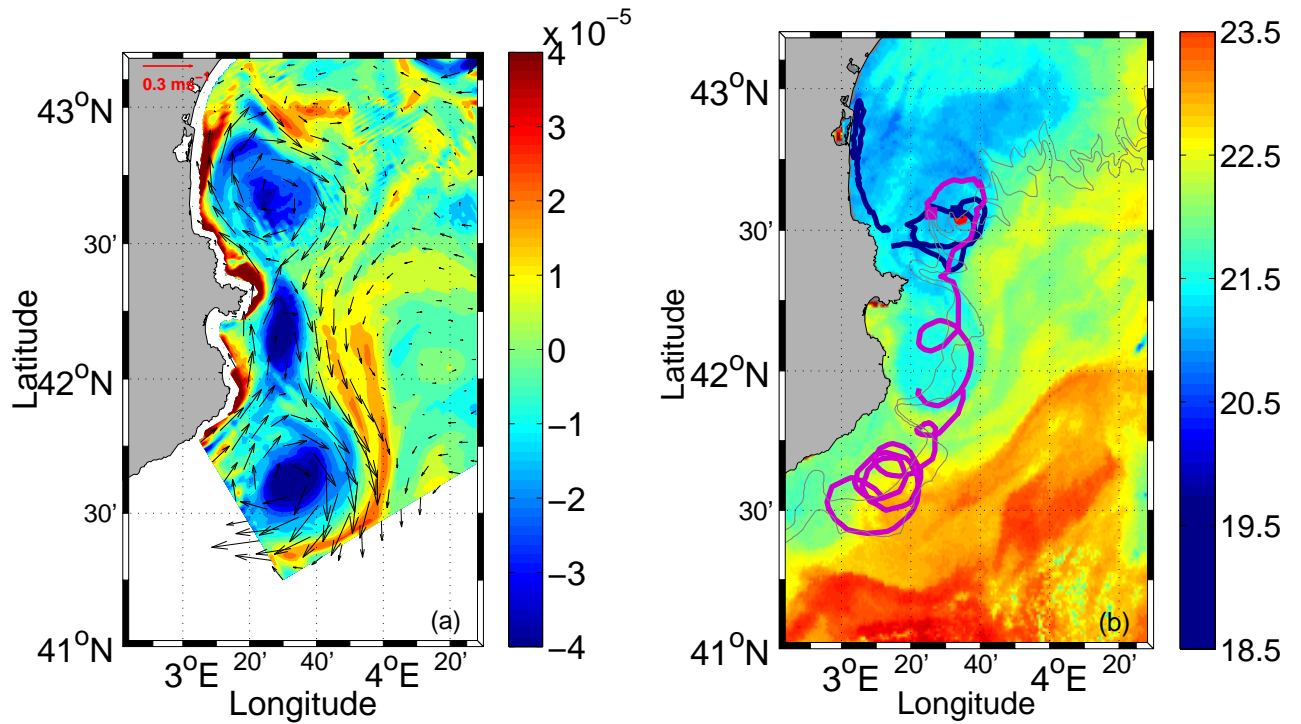 x 10⁻⁵
0.3 ms⁻¹
43°N
30'
42°N
30'
41°N
Latitude
3°E
20'
40'
4°E
20'
Longitude
(a)
4
3
2
1
0
−1
−2
−3
−4
43°N
30'
42°N
30'
41°N
Latitude
3°E
20'
40'
4°E
20'
Longitude
(b)
23.5
22.5
21.5
20.5
19.5
18.5